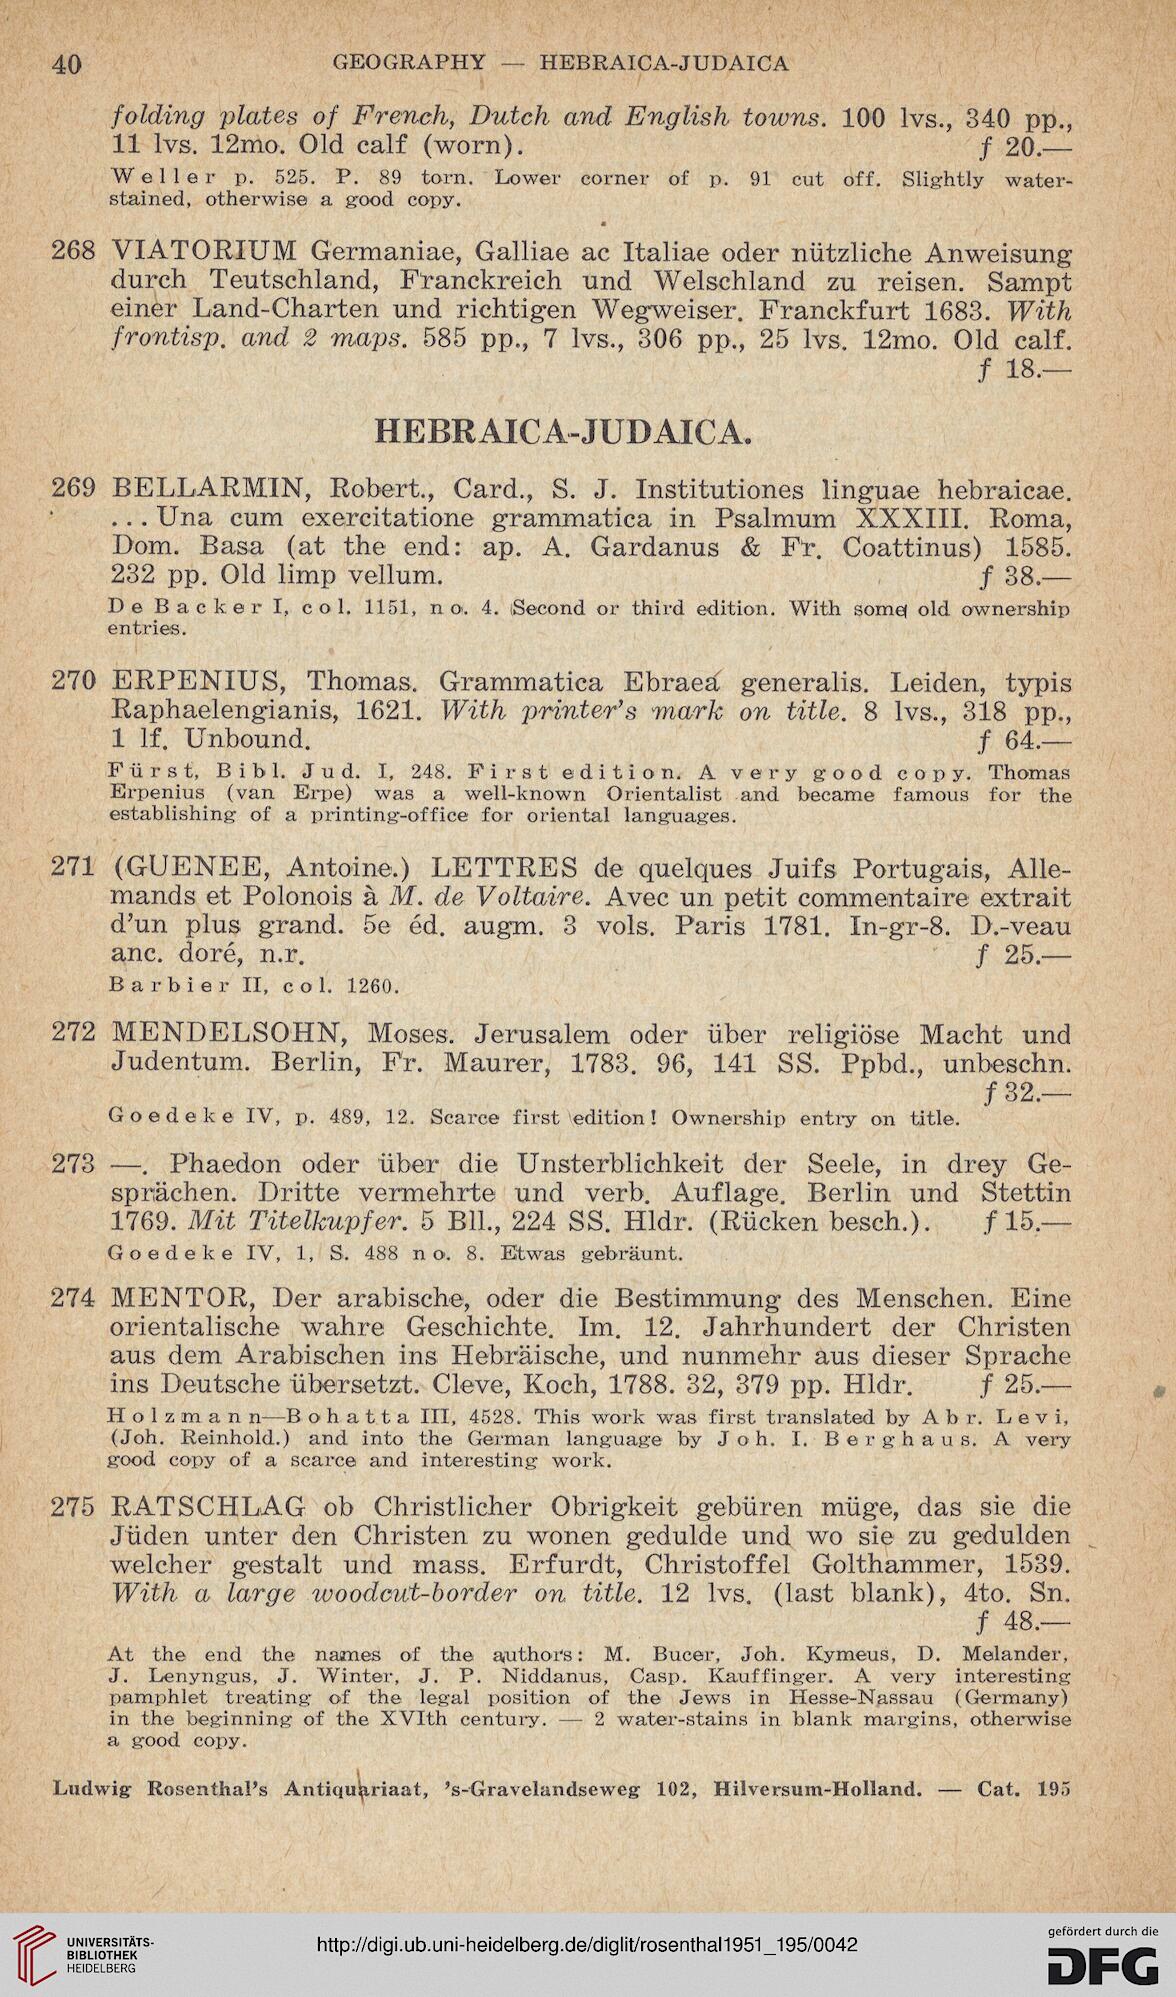 40 GEOGRAPHY — HEBRAICA-JUDAICA
folding plates of French, Dutch and English towns. 100 lvs., 340 pp.,
11 lvs. 12mo. Old calf (worn). f 20.—
Weller p. 525. P. 89 torn. Lower corner of p. 91 cut off. Slightly water-
stained, otherwise a good copy.
268 VIATORIUM Germaniae, Galliae ac Italiae oder nützliche Anweisung
durch Teutschland, Franckreich und Welschland zu reisen. Sampt
einer Land-Charten und richtigen Wegweiser. Franckfurt 1683. With
frontisp. and 2 maps. 585 pp., 7 lvs., 306 pp., 25 lvs. 12mo. Old calf.
f 18.—
HEBRAICA-JUDAICA.
269 BELLARMIN, Robert., Card., S. J. Institutiones linguae hebraicae.
... Una cum exercitatione grammatica in Psalmum XXXIII. Roma,
Dom. Basa (at the end: ap. A. Gardanus & Fr. Coattinus) 1585.
232 pp. Old limp vellum. f 38.—
De Backer I, col. 1151, no. 4. Second or third edition. With some old ownership
entries.
270 ERPENIUS, Thomas. Grammatica Ebraea generalis. Leiden, typis
Raphaelengianis, 1621. With printer's mark on title. 8 lvs., 318 pp.,
1 lf. Unbound. f 64.—
Fürst, Bibl. Jud. I, 248. First edition. A very good copy. Thomas
Erpenius (van Erpe) was a well-known Orientalist and became famous for the
establishing of a printing-office for oriental languages.
271 (GUENEE, Antoine.) LETTRES de quelques Juifs Portugais, Alle-
mands et Polonois à M. de Voltaire. Avec un petit commentaire extrait
d'un plus grand. 5e éd. augm. 3 vols. Paris 1781. In-gr-8. D.-veau
anc. doré, n.r. f 25.—
Barbier II, col. 1260.
272 MENDELSOHN, Moses. Jerusalem oder über religiöse Macht und
Judentum. Berlin, Fr. Maurer, 1783. 96, 141 SS. Ppbd., unbeschn.
f 32.—
Goedeke IV, p. 489, 12. Scarce first edition! Ownership entry on title.
273 —. Phaedon oder über die Unsterblichkeit der Seele, in drey Ge-
sprächen. Dritte vermehrte und verb. Auflage. Berlin und Stettin
1769. Mit Titelkupfer. 5 Bll., 224 SS. Hldr. (Rücken besch.). f 15.—
Goedeke IV, 1, S. 488 no. 8. Etwas gebräunt.
274 MENTOR, Der arabische, oder die Bestimmung des Menschen. Eine
orientalische wahre Geschichte. Im. 12. Jahrhundert der Christen
aus dem Arabischen ins Hebräische, und nunmehr aus dieser Sprache
ins Deutsche übersetzt. Cleve, Koch, 1788. 32, 379 pp. Hldr. f 25.—
Holzmann—Bohatta III, 4528. This work was first translated by Abr. Levi,
(Joh. Reinhold.) and into the German language by Joh. I. Berghaus. A very
good copy of a scarce and interesting work.
275 RATSCHLAG ob Christlicher Obrigkeit gebüren müge, das sie die
Jüden unter den Christen zu wonen gedulde und wo sie zu gedulden
welcher gestalt und mass. Erfurdt, Christoffel Golthammer, 1539.
With a large woodcut-border on title. 12 lvs. (last blank), 4to. Sn.
f 48.—
At the end the names of the authors: M. Bucer, Joh. Kymeus, D. Melander,
J. Lenyngus, J. Winter, J. P. Niddanus, Casp. Kauffinger. A very interesting
pamphlet treating of the legal position of the Jews in Hesse-Nassau (Germany)
in the beginning of the XVIth century. — 2 water-stains in blank margins, otherwise
a good copy.
Ludwig Rosenthal's Antiquariaat, 's-Gravelandseweg 102, Hilversum-Holland. — Cat. 195
UNIVERSITÄTS-
BIBLIOTHEK
HEIDELBERG
http://digi.ub.uni-heidelberg.de/diglit/rosenthal1951_195/0042
gefördert durch die
DFG